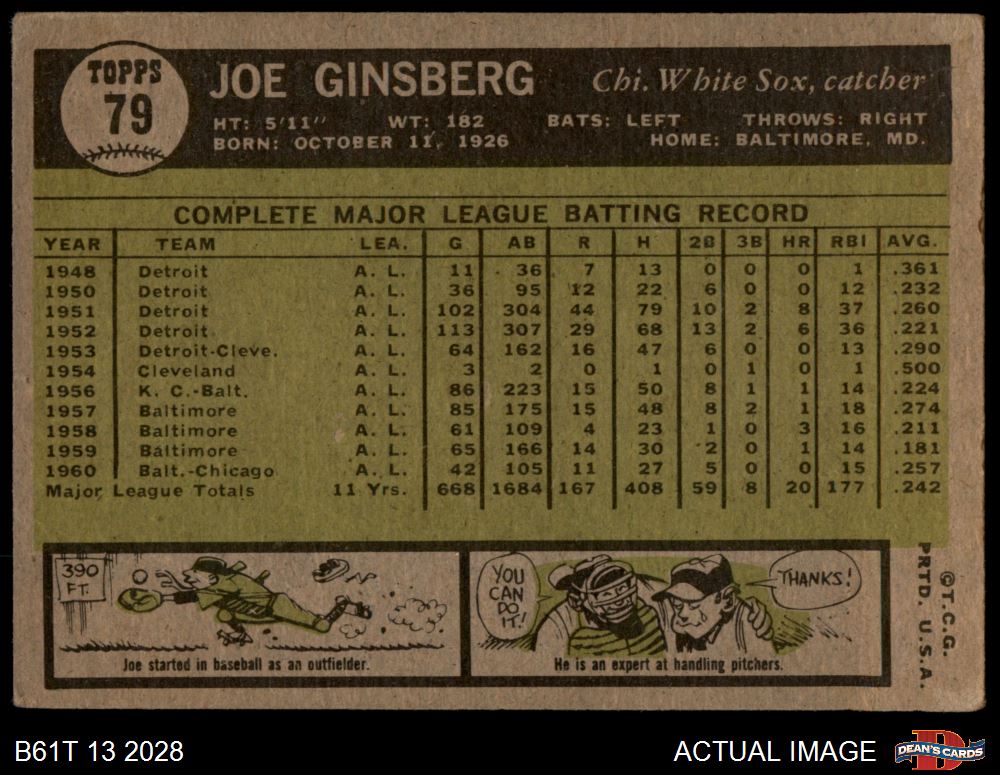 TOPPS
79
JOE GINSBERG
Chi. White Sox, catcher
HT: 5'11" WT: 182 BATS: LEFT THROWS: RIGHT
BORN: OCTOBER 11, 1926 HOME: BALTIMORE, MD.
COMPLETE MAJOR LEAGUE BATTING RECORD
YEAR TEAM LEA. G AB R H 2B 3B HR RBI AVG.
1948 Detroit A. L. 11 36 7 13 0 0 0 1 .361
1950 Detroit A. L. 36 95 12 22 6 0 0 12 .232
1951 Detroit A. L. 102 304 44 79 10 2 8 37 .260
1952 Detroit A. L. 113 307 29 68 13 2 6 36 .221
1953 Detroit-Cleve. A. L. 64 162 16 47 6 0 0 13 .290
1954 Cleveland A. L. 3 2 0 1 0 1 0 1 .500
1956 K. C.-Balt. A. L. 86 223 15 50 8 1 1 14 .224
1957 Baltimore A. L. 85 175 15 48 8 2 1 18 .274
1958 Baltimore A. L. 61 109 4 23 1 0 3 16 .211
1959 Baltimore A. L. 65 166 14 30 2 0 1 14 .181
1960 Balt.-Chicago A. L. 42 105 11 27 5 0 0 15 .257
Major League Totals 11 Yrs. 668 1684 167 408 59 8 20 177 .242
390
FT.
Joe started in baseball as an outfielder.
YOU
CAN
DO
IT!
THANKS!
He is an expert at handling pitchers.
©T.C.G.
PRTD. U.S.A.
B61T 13 2028
ACTUAL IMAGE
D
DEAN'S CARDS